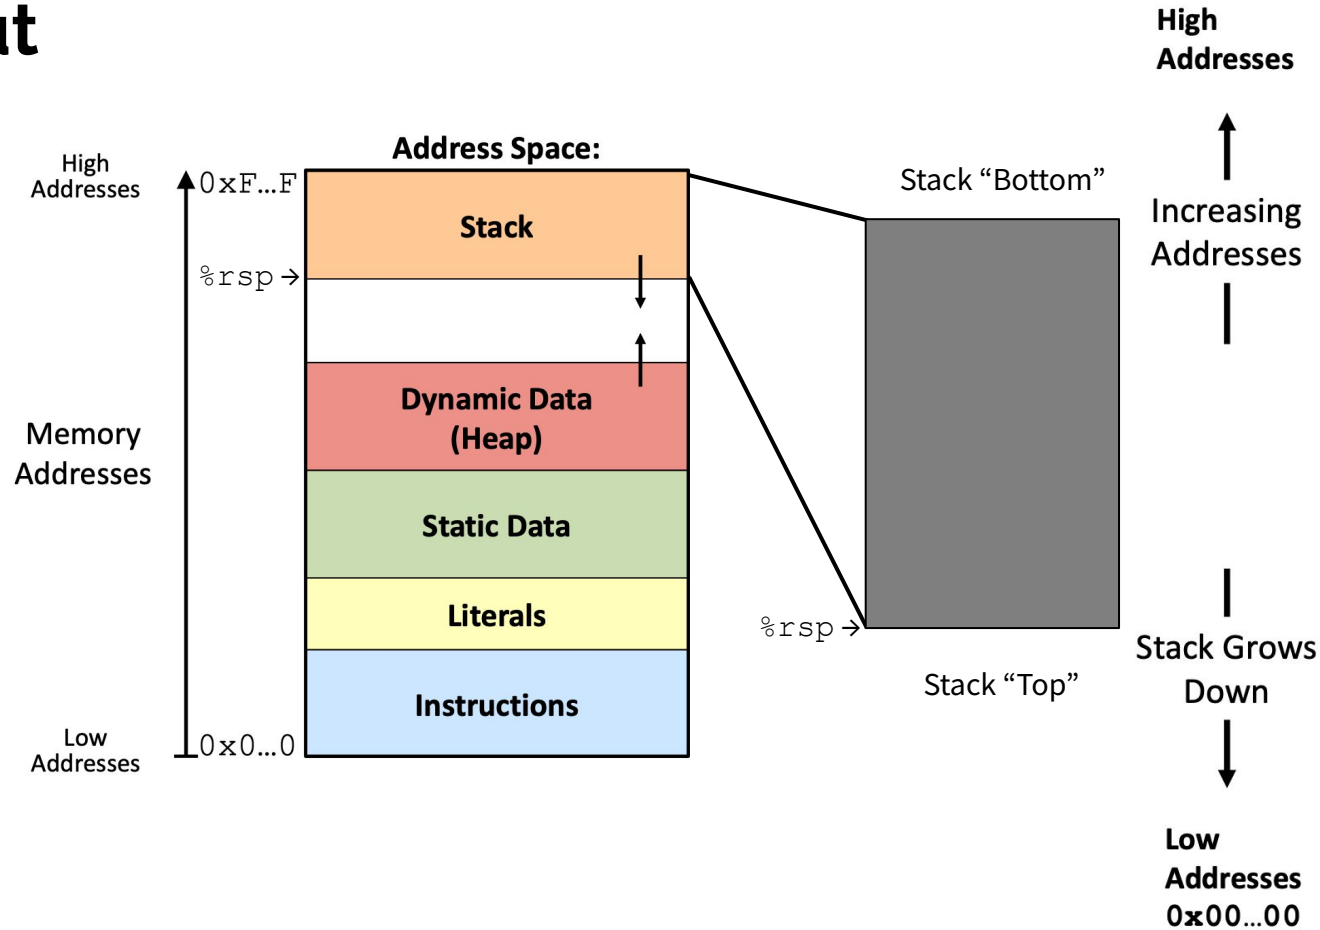 High
Addresses
Address Space:
High
Addresses
0xF…F
Stack
%rsp →
Dynamic Data
(Heap)
Memory
Addresses
Static Data
Literals
Instructions
Low
Addresses
0x0…0
Stack “Bottom”
%rsp →
Stack “Top”
Increasing
Addresses
Stack Grows
Down
Low
Addresses
0x00…00